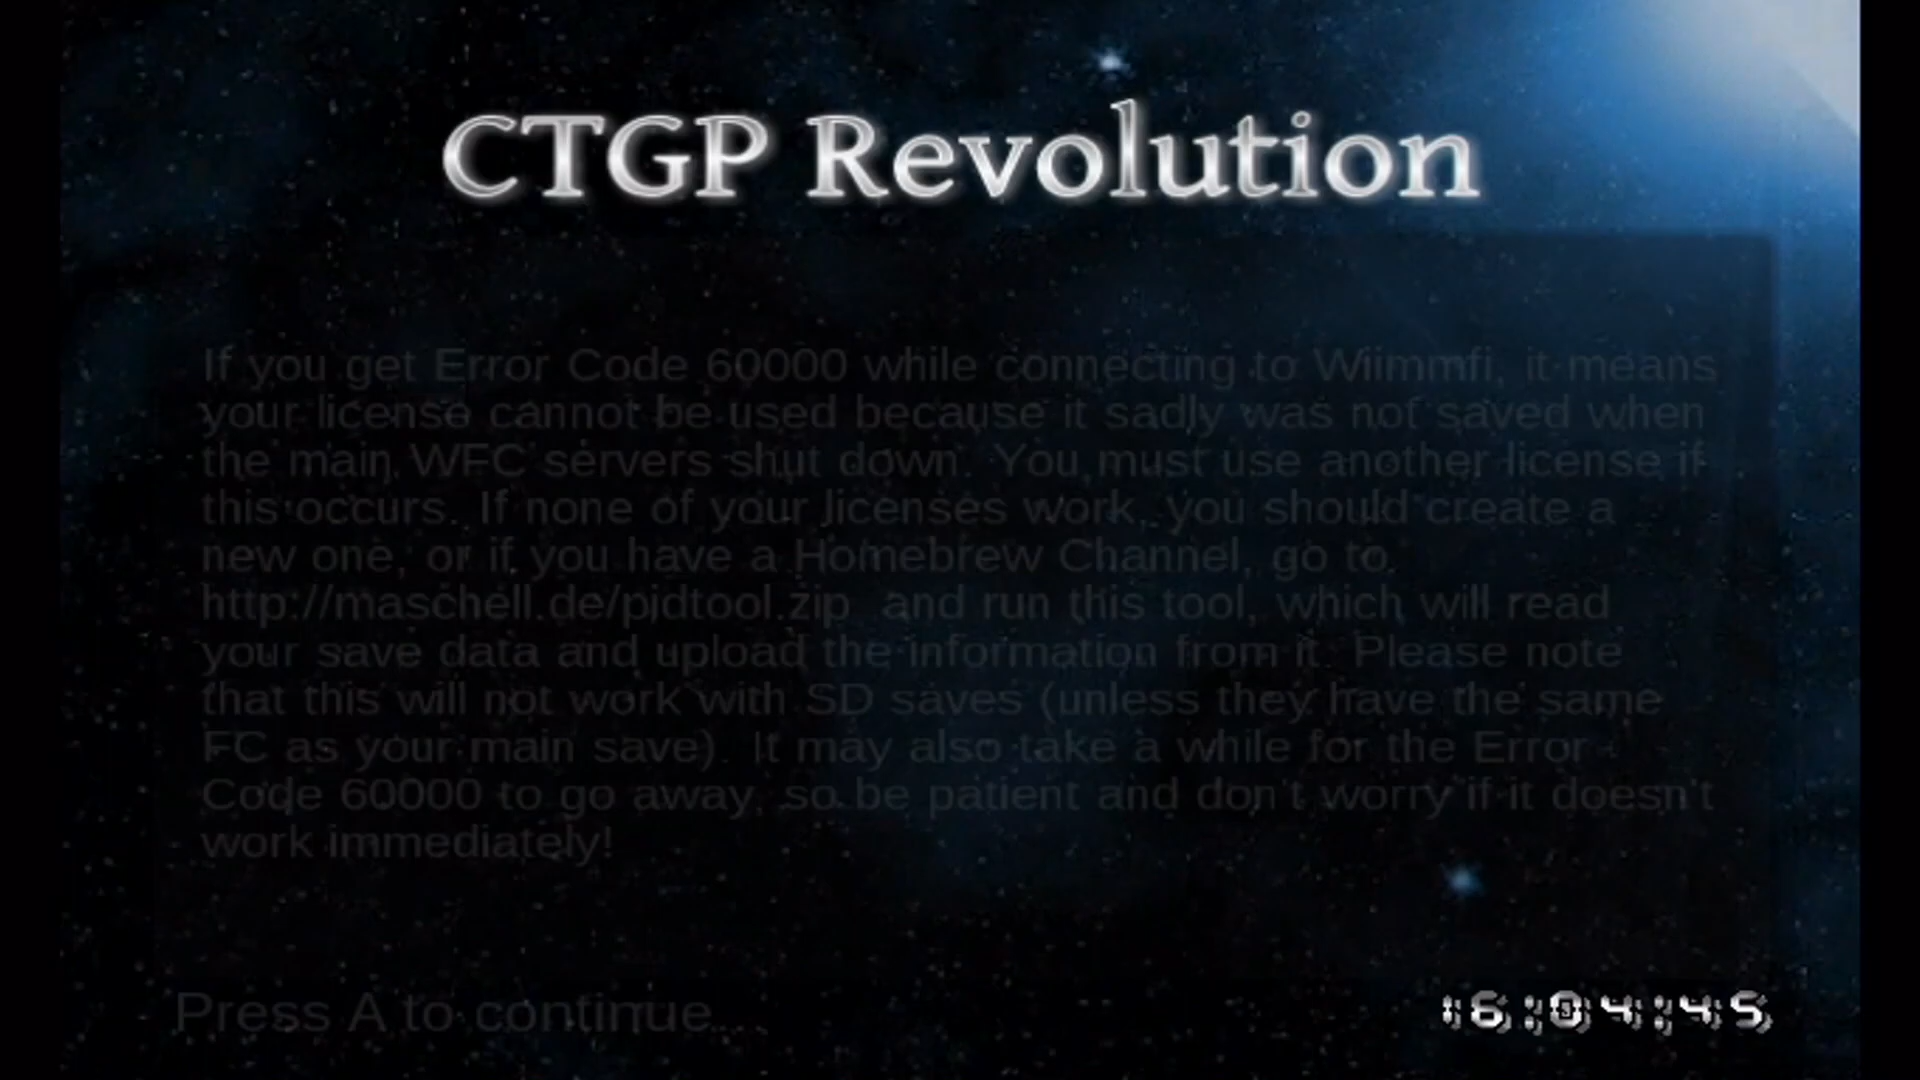 CTGP Revolution
If you get Error Code 60000 while connecting to Wiimmfi, it means
your license cannot be used because it sadly was not saved when
the main WFC servers shut down. You must use another license if
this occurs. If none of your licenses work, you should create a
new one, or if you have a Homebrew Channel, go to
http://maschell.de/pidtool.zip and run this tool, which will read
your save data and upload the information from it. Please note
that this will not work with SD saves (unless they have the same
FC as your main save). It may also take a while for the Error
Code 60000 to go away, so be patient and don't worry if it doesn't
work immediately!
Press A to continue...
16:04:45